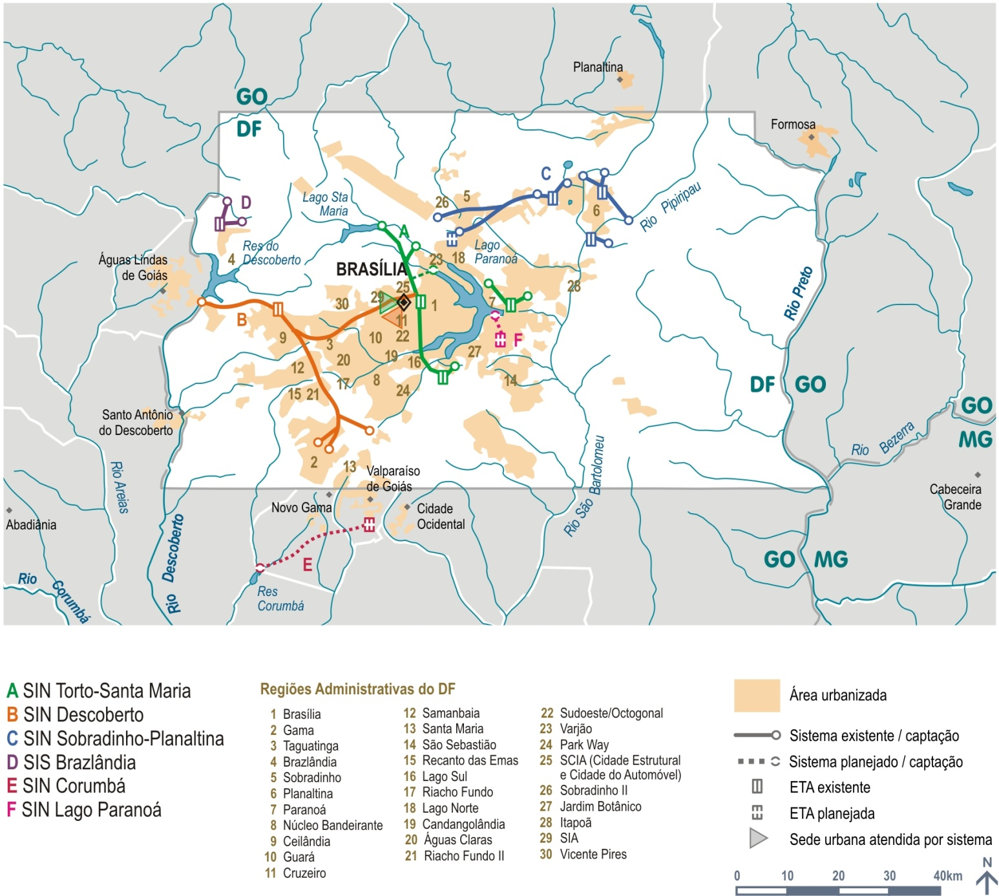 Planaltina
GO
DF
Formosa
C
Lago Sta
Maria
D
26
5
6
Rio Pipiripau
A
Res do
Descoberto
4
Lago
Paranoá
Águas Lindas
de Goiás
BRASÍLIA
23
18
25
28
Rio Preto
30
29
1
7
B
11
9
3
10
22
F
27
19
20
16
12
17
8
14
15
21
24
DF
GO
Santo Antônio
do Descoberto
GO
MG
Rio Bezerra
2
13
Valparaíso
de Goiás
Rio Areias
Rio São Bartolomeu
Cabeceira
Grande
Novo Gama
Cidade
Ocidental
Abadiânia
Rio Descoberto
E
GO
MG
Rio Corumbá
Res
Corumbá
A SIN Torto-Santa Maria
B SIN Descoberto
C SIN Sobradinho-Planaltina
D SIS Brazlândia
E SIN Corumbá
F SIN Lago Paranoá
Regiões Administrativas do DF
1 Brasília
2 Gama
3 Taguatinga
4 Brazlândia
5 Sobradinho
6 Planaltina
7 Paranoá
8 Núcleo Bandeirante
9 Ceilândia
10 Guará
11 Cruzeiro
12 Samanbaia
13 Santa Maria
14 São Sebastião
15 Recanto das Emas
16 Lago Sul
17 Riacho Fundo
18 Lago Norte
19 Candangolândia
20 Águas Claras
21 Riacho Fundo II
22 Sudoeste/Octogonal
23 Varjão
24 Park Way
25 SCIA (Cidade Estrutural
e Cidade do Automóvel)
26 Sobradinho II
27 Jardim Botânico
28 Itapoã
29 SIA
30 Vicente Pires
Área urbanizada
Sistema existente / captação
Sistema planejado / captação
ETA existente
ETA planejada
Sede urbana atendida por sistema
0 10 20 30 40km
N